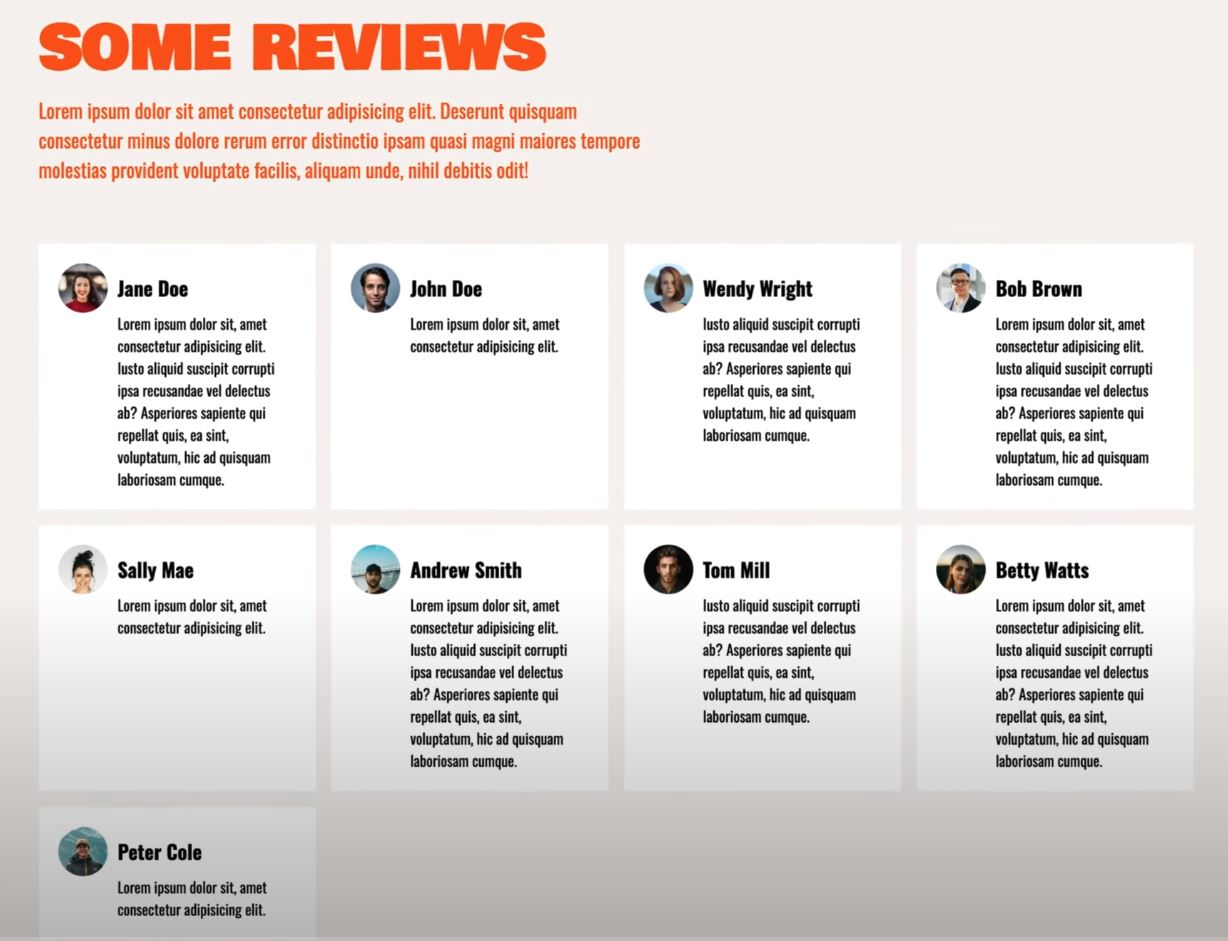 SOME REVIEWS
Lorem ipsum dolor sit amet consectetur adipisicing elit. Deserunt quisquam
consectetur minus dolore rerum error distinctio ipsam quasi magni maiores tempore
molestias provident voluptate facilis, aliquam unde, nihil debitis odit!
Jane Doe
Lorem ipsum dolor sit, amet
consectetur adipisicing elit.
Iusto aliquid suscipit corrupti
ipsa recusandae vel delectus
ab? Asperiores sapiente qui
repellat quis, ea sint,
voluptatum, hic ad quisquam
laboriosam cumque.
John Doe
Lorem ipsum dolor sit, amet
consectetur adipisicing elit.
Wendy Wright
Iusto aliquid suscipit corrupti
ipsa recusandae vel delectus
ab? Asperiores sapiente qui
repellat quis, ea sint,
voluptatum, hic ad quisquam
laboriosam cumque.
Bob Brown
Lorem ipsum dolor sit, amet
consectetur adipisicing elit.
Iusto aliquid suscipit corrupti
ipsa recusandae vel delectus
ab? Asperiores sapiente qui
repellat quis, ea sint,
voluptatum, hic ad quisquam
laboriosam cumque.
Sally Mae
Lorem ipsum dolor sit, amet
consectetur adipisicing elit.
Andrew Smith
Lorem ipsum dolor sit, amet
consectetur adipisicing elit.
Iusto aliquid suscipit corrupti
ipsa recusandae vel delectus
ab? Asperiores sapiente qui
repellat quis, ea sint,
voluptatum, hic ad quisquam
laboriosam cumque.
Tom Mill
Iusto aliquid suscipit corrupti
ipsa recusandae vel delectus
ab? Asperiores sapiente qui
repellat quis, ea sint,
voluptatum, hic ad quisquam
laboriosam cumque.
Betty Watts
Lorem ipsum dolor sit, amet
consectetur adipisicing elit.
Iusto aliquid suscipit corrupti
ipsa recusandae vel delectus
ab? Asperiores sapiente qui
repellat quis, ea sint,
voluptatum, hic ad quisquam
laboriosam cumque.
Peter Cole
Lorem ipsum dolor sit, amet
consectetur adipisicing elit.